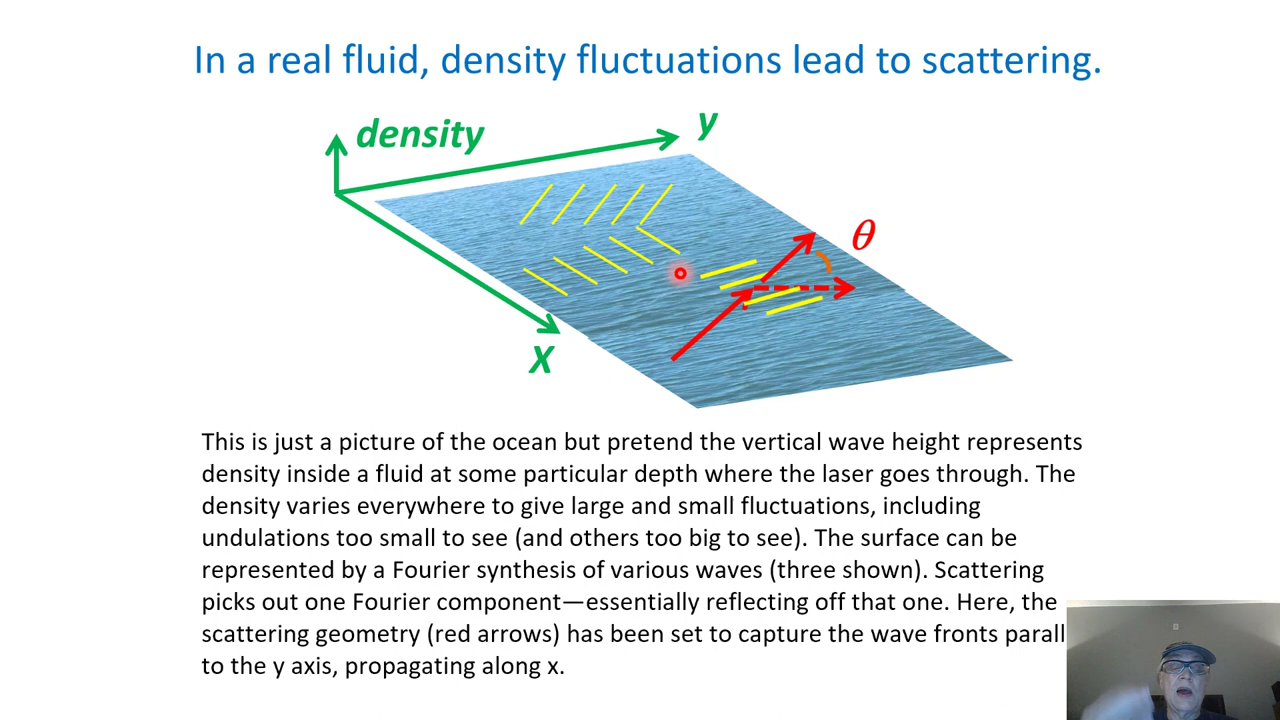 In a real fluid, density fluctuations lead to scattering.
density
y
θ
X
This is just a picture of the ocean but pretend the vertical wave height represents
density inside a fluid at some particular depth where the laser goes through. The
density varies everywhere to give large and small fluctuations, including
undulations too small to see (and others too big to see). The surface can be
represented by a Fourier synthesis of various waves (three shown). Scattering
picks out one Fourier component—essentially reflecting off that one. Here, the
scattering geometry (red arrows) has been set to capture the wave fronts parall
to the y axis, propagating along x.